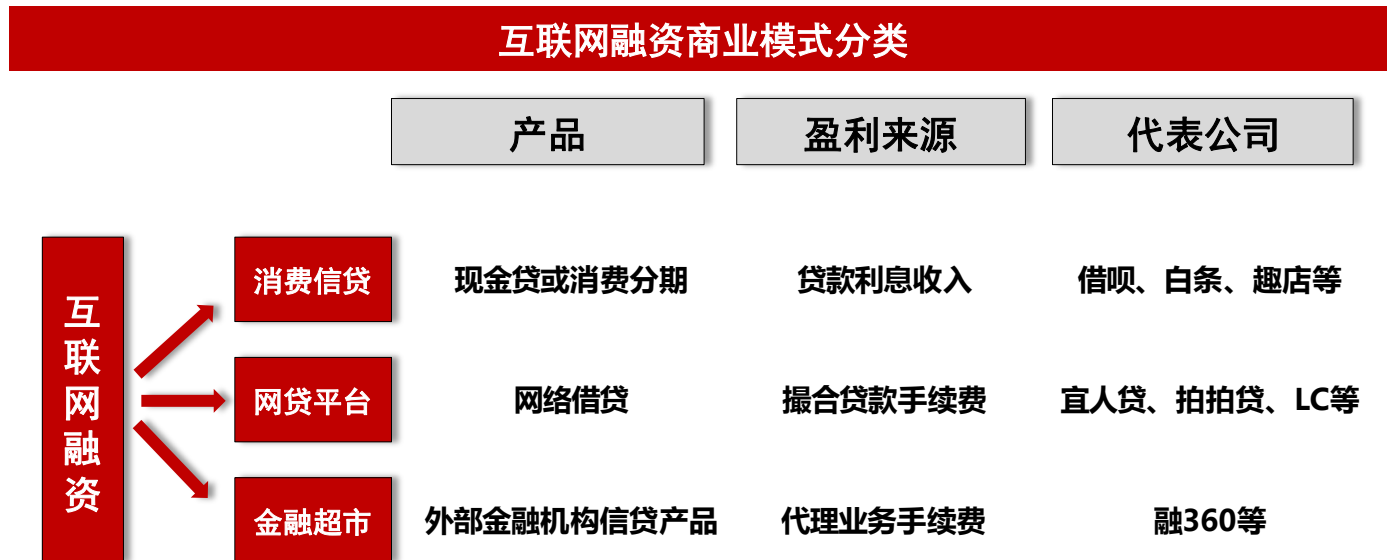 互联网融资商业模式分类
产品 盈利来源 代表公司
互联网融资
消费信贷 现金贷或消费分期 贷款利息收入 借呗、白条、趣店等
网贷平台 网络借贷 撮合贷款手续费 宜人贷、拍拍贷、LC等
金融超市 外部金融机构信贷产品 代理业务手续费 融360等